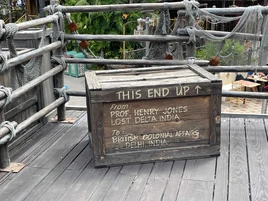 THIS END UP ↑
From
PROF. HENRY JONES
LOST DELTA INDIA
To:
BRITISH COLONIAL AFFAIRS
DELHI INDIA